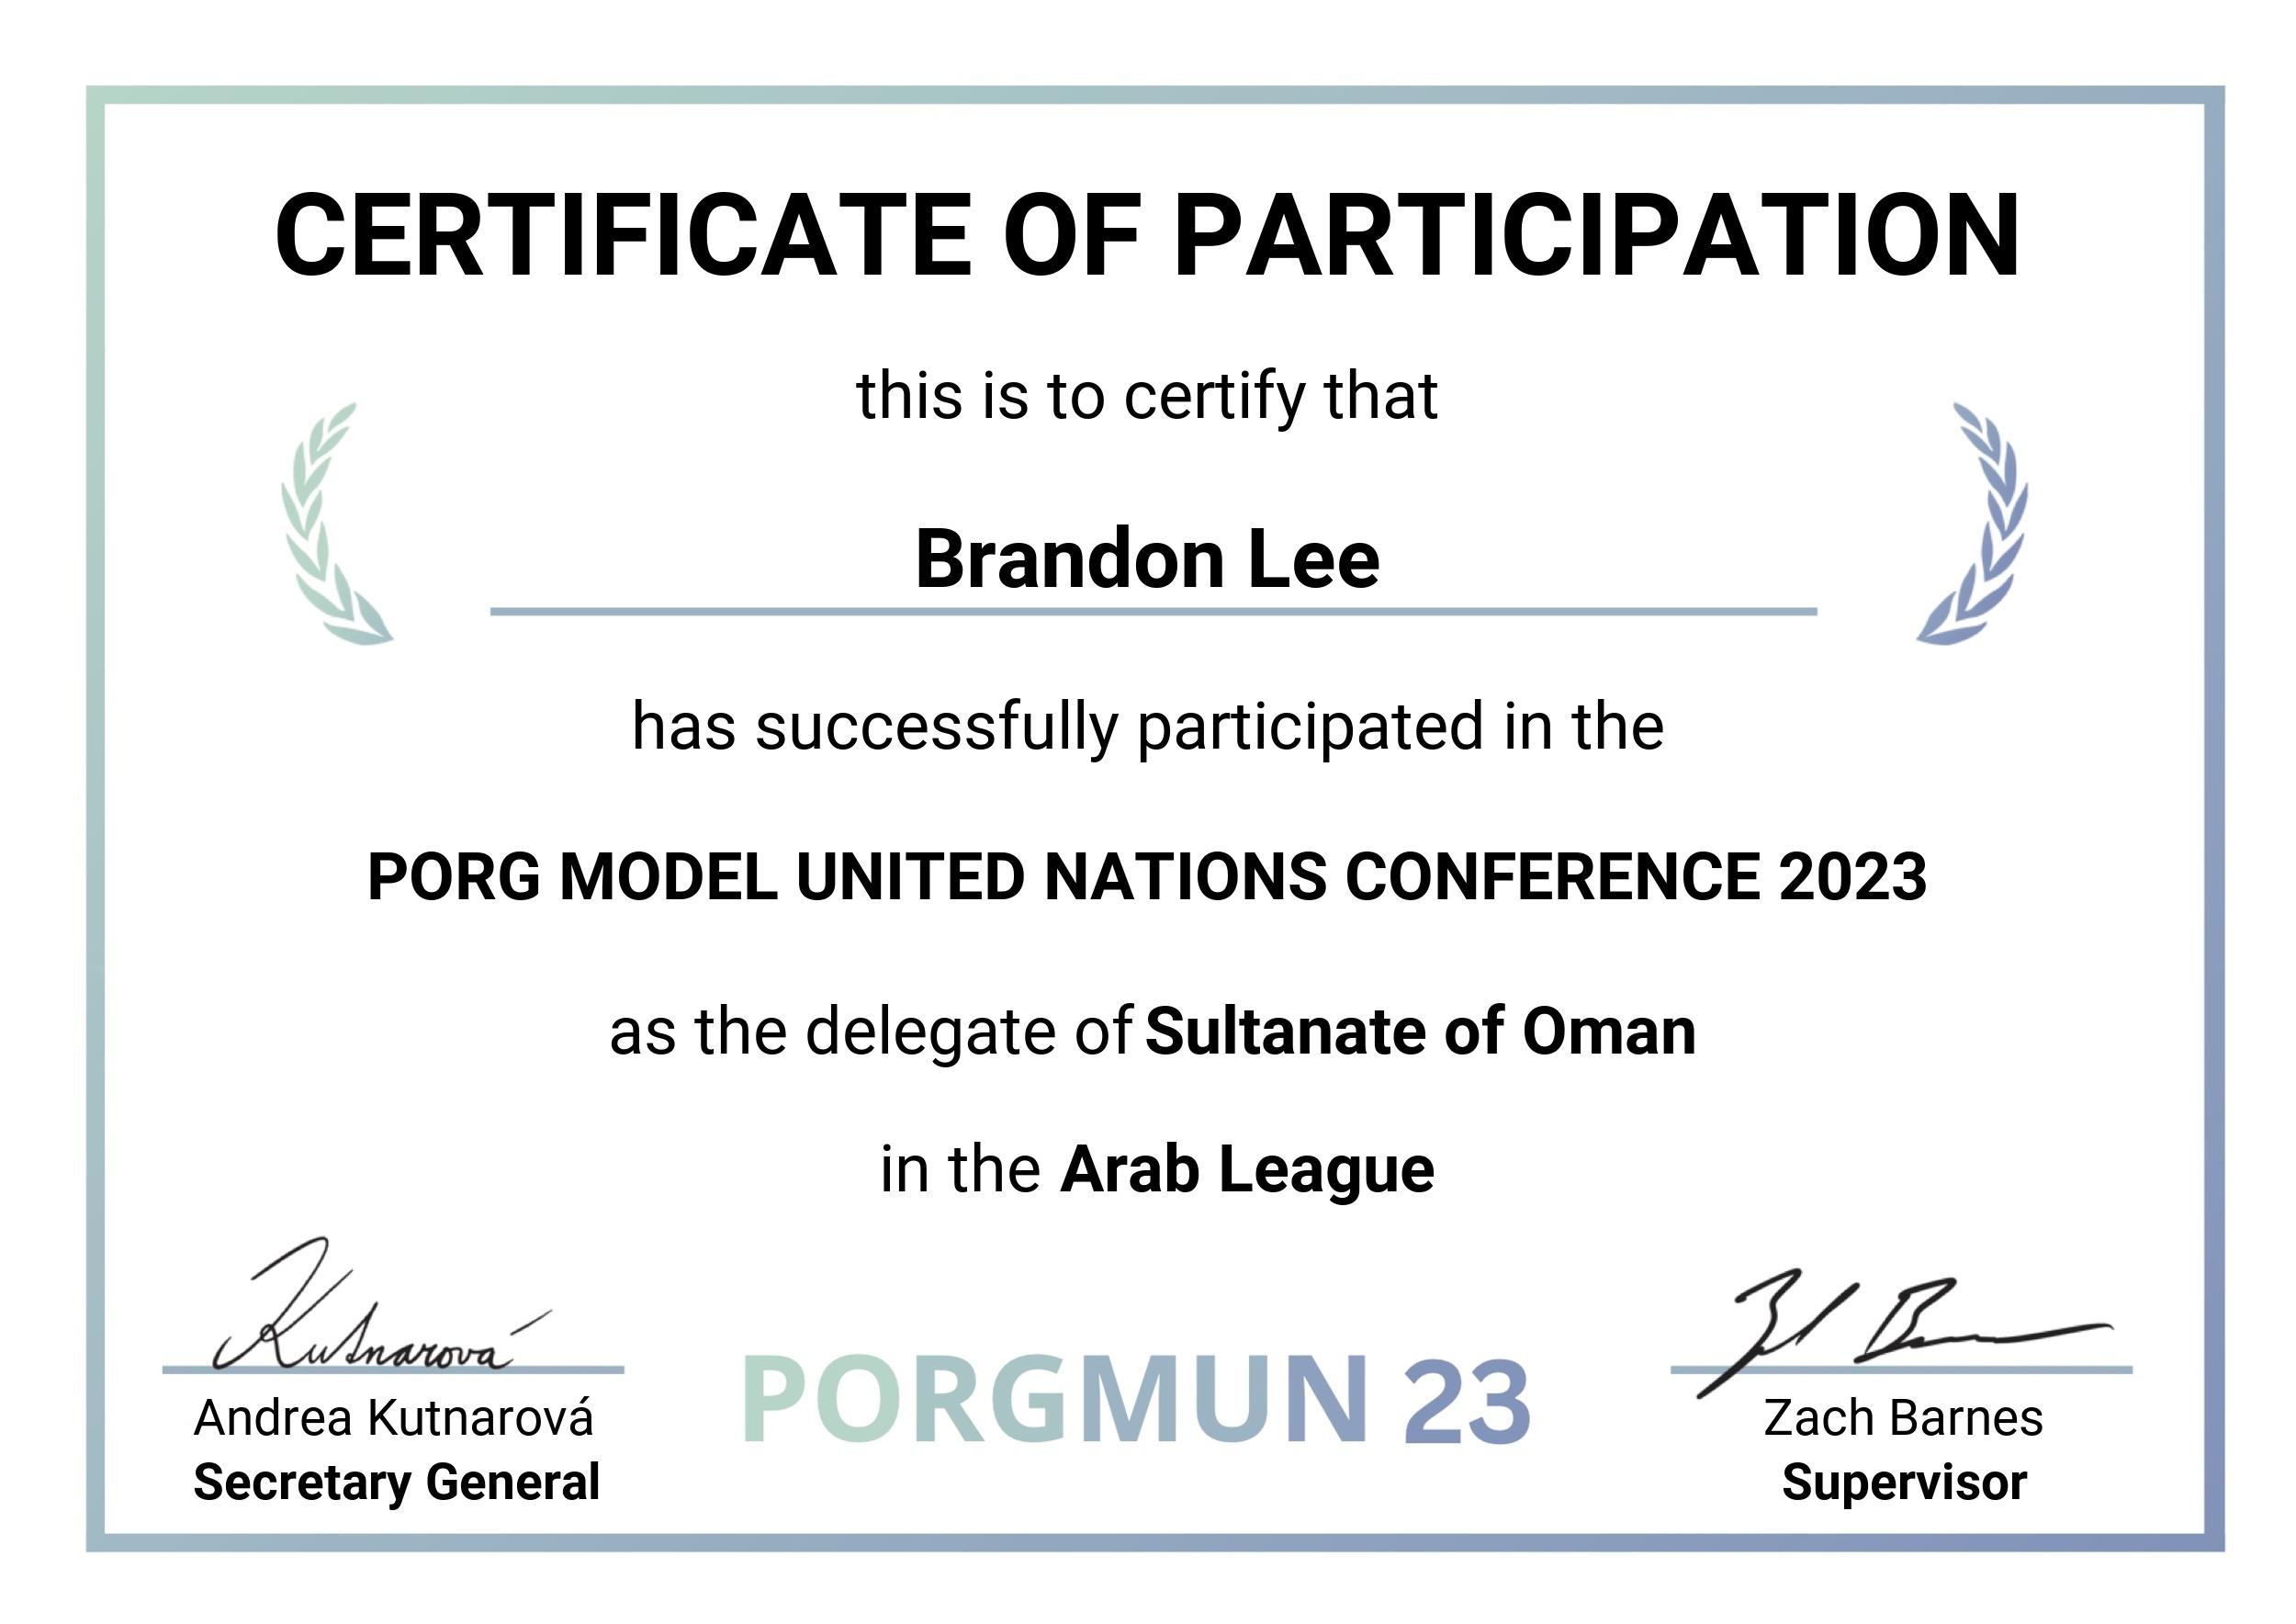 CERTIFICATE OF PARTICIPATION
this is to certify that
Brandon Lee
has successfully participated in the
PORG MODEL UNITED NATIONS CONFERENCE 2023
as the delegate of Sultanate of Oman
in the Arab League
Kutnarová
Andrea Kutnarová
Secretary General
PORGMUN 23
Zach Barnes
Supervisor